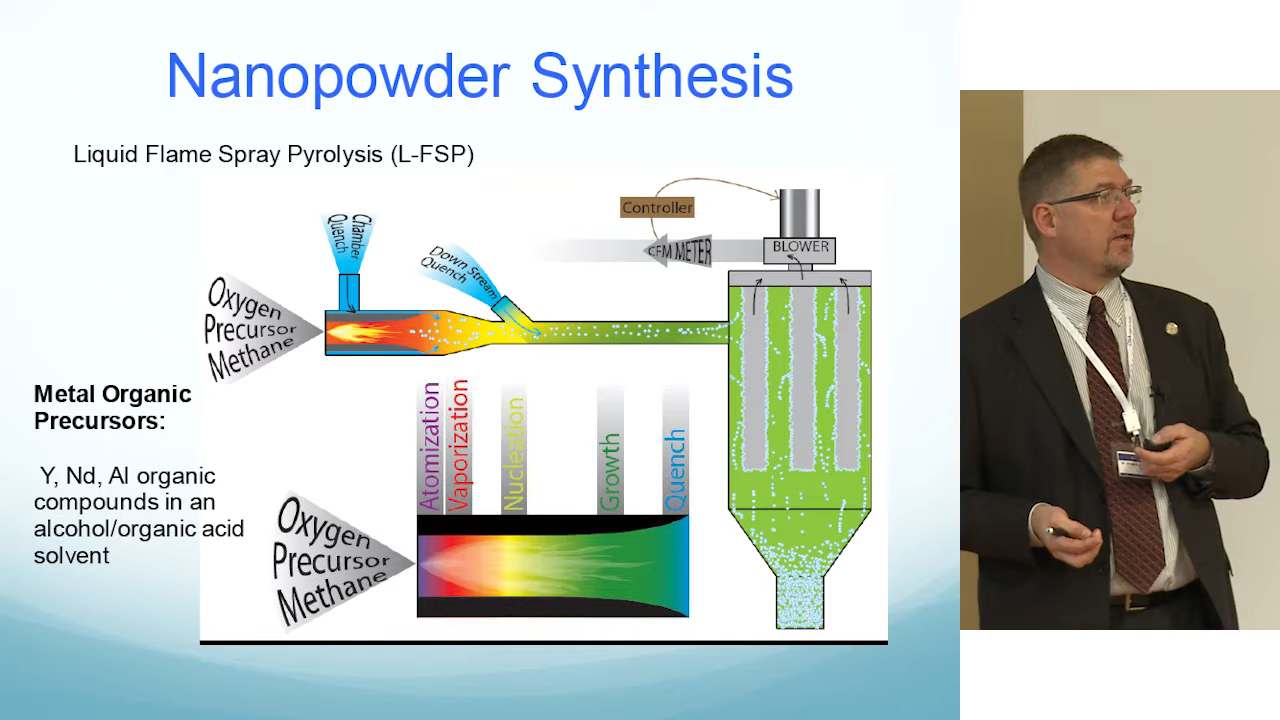 Nanopowder Synthesis
Liquid Flame Spray Pyrolysis (L-FSP)
Controller
CFM METER
BLOWER
Chamber
Quench
Down Stream
Quench
Oxygen
Precursor
Methane
Metal Organic
Precursors:
Y, Nd, Al organic
compounds in an
alcohol/organic acid
solvent
Atomization
Vaporization
Nucleation
Growth
Quench
Oxygen
Precursor
Methane